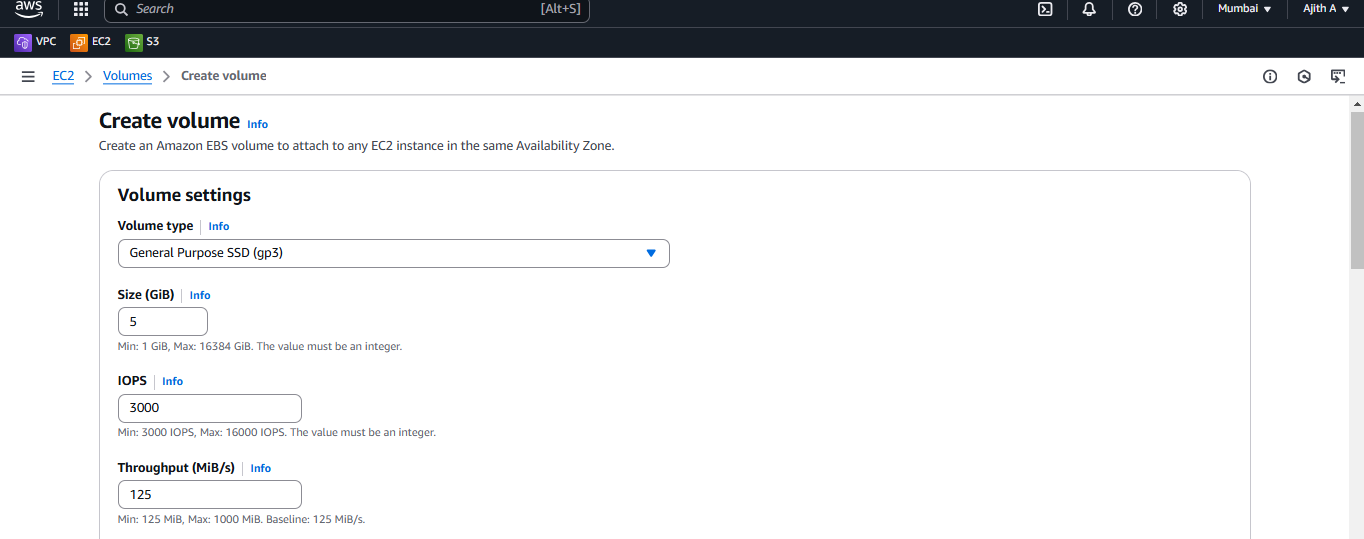 aws Search [Alt+S] Mumbai Ajith A
VPC EC2 S3
EC2 Volumes Create volume
Create volume Info
Create an Amazon EBS volume to attach to any EC2 instance in the same Availability Zone.
Volume settings
Volume type Info
General Purpose SSD (gp3)
Size (GiB) Info
5
Min: 1 GiB, Max: 16384 GiB. The value must be an integer.
IOPS Info
3000
Min: 3000 IOPS, Max: 16000 IOPS. The value must be an integer.
Throughput (MiB/s) Info
125
Min: 125 MiB, Max: 1000 MiB. Baseline: 125 MiB/s.